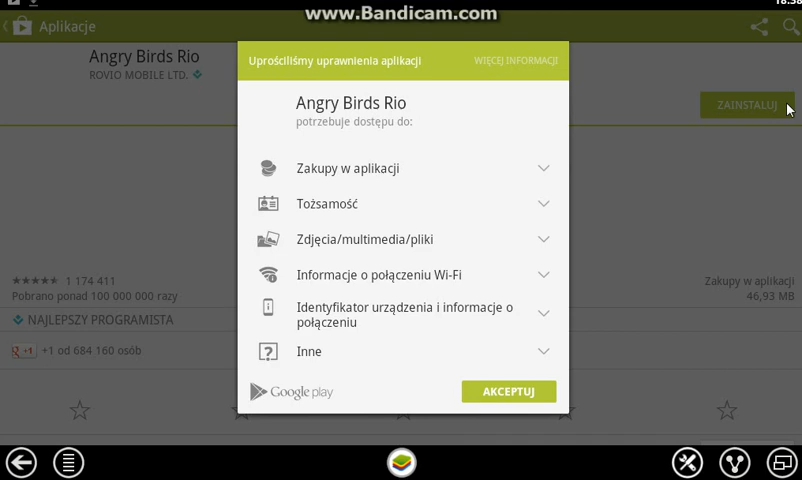 18:38
www.Bandicam.com
Aplikacje
Angry Birds Rio
ROVIO MOBILE LTD.
ZAINSTALUJ
Uprościliśmy uprawnienia aplikacji
WIĘCEJ INFORMACJI
Angry Birds Rio
potrzebuje dostępu do:
Zakupy w aplikacji
Tożsamość
Zdjęcia/multimedia/pliki
Informacje o połączeniu Wi-Fi
Identyfikator urządzenia i informacje o
połączeniu
Inne
Google play
AKCEPTUJ
1 174 411
Pobrano ponad 100 000 000 razy
Zakupy w aplikacji
46,93 MB
NAJLEPSZY PROGRAMISTA
g +1
+1 od 684 160 osób